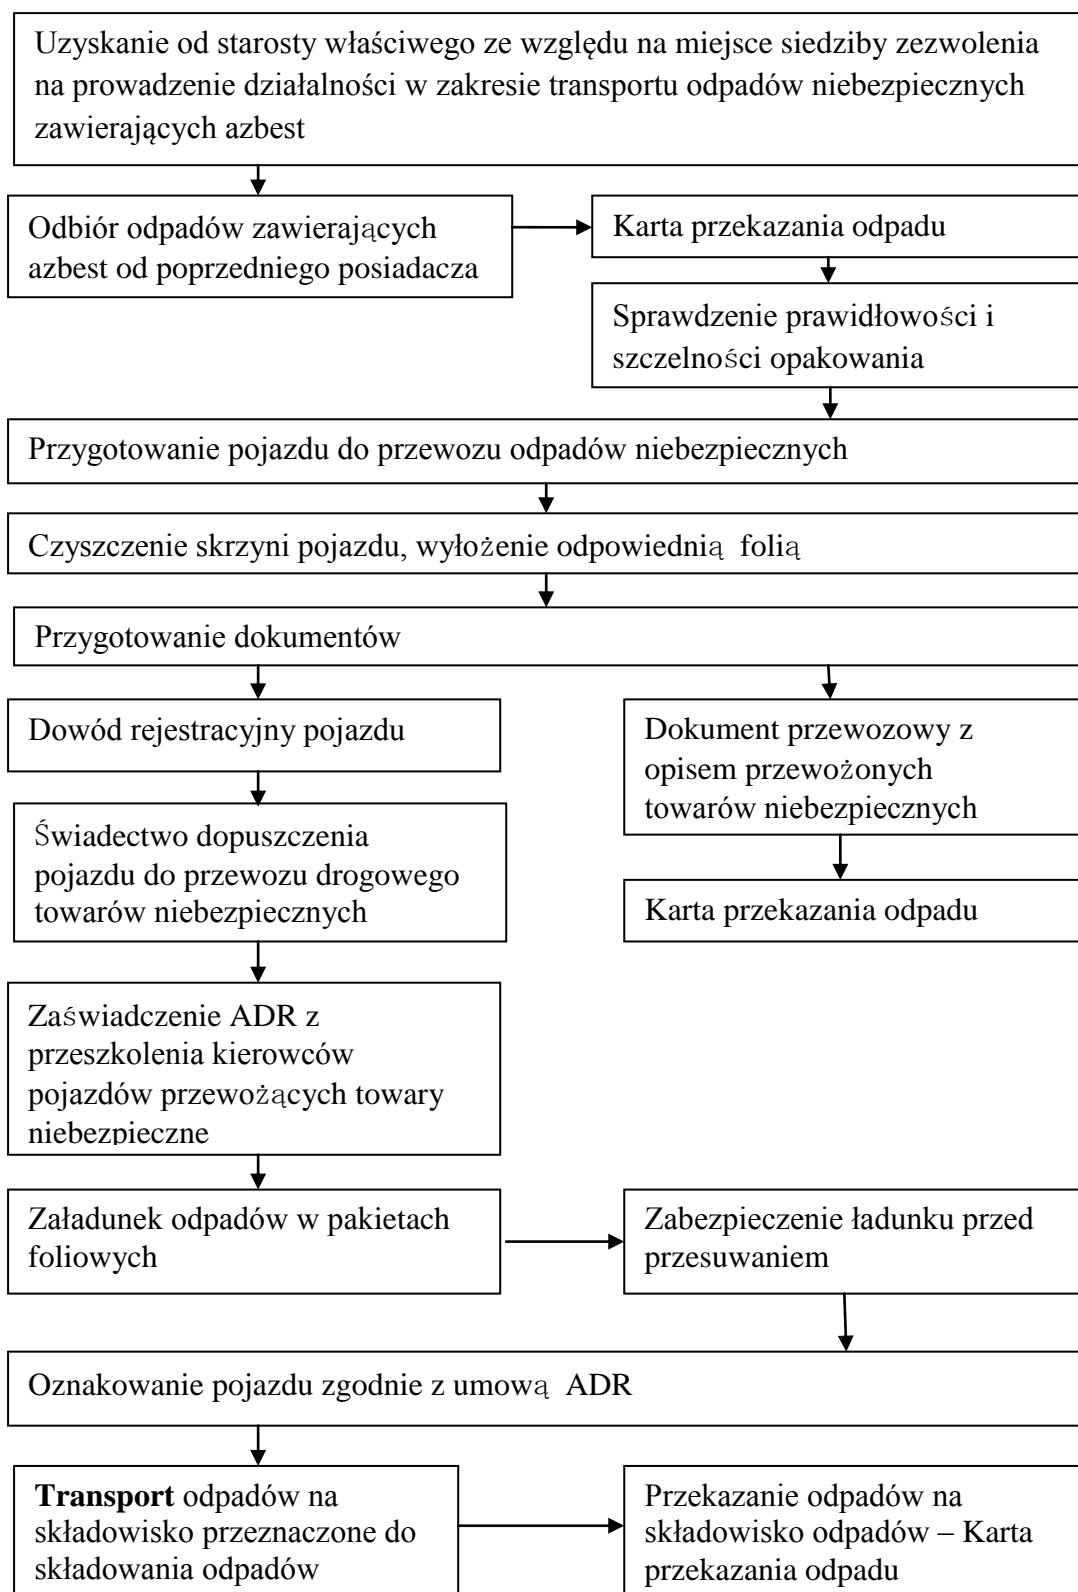 Uzyskanie od starosty właściwego ze względu na miejsce siedziby zezwolenia
na prowadzenie działalności w zakresie transportu odpadów niebezpiecznych
zawierających azbest
Odbiór odpadów zawierających
azbest od poprzedniego posiadacza
Karta przekazania odpadu
Sprawdzenie prawidłowości i
szczelności opakowania
Przygotowanie pojazdu do przewozu odpadów niebezpiecznych
Czyszczenie skrzyni pojazdu, wyłożenie odpowiednią folią
Przygotowanie dokumentów
Dowód rejestracyjny pojazdu
Świadectwo dopuszczenia
pojazdu do przewozu drogowego
towarów niebezpiecznych
Zaświadczenie ADR z
przeszkolenia kierowców
pojazdów przewożących towary
niebezpieczne
Dokument przewozowy z
opisem przewożonych
towarów niebezpiecznych
Karta przekazania odpadu
Załadunek odpadów w pakietach
foliowych
Zabezpieczenie ładunku przed
przesuwaniem
Oznakowanie pojazdu zgodnie z umową ADR
Transport odpadów na
składowisko przeznaczone do
składowania odpadów
Przekazanie odpadów na
składowisko odpadów – Karta
przekazania odpadu